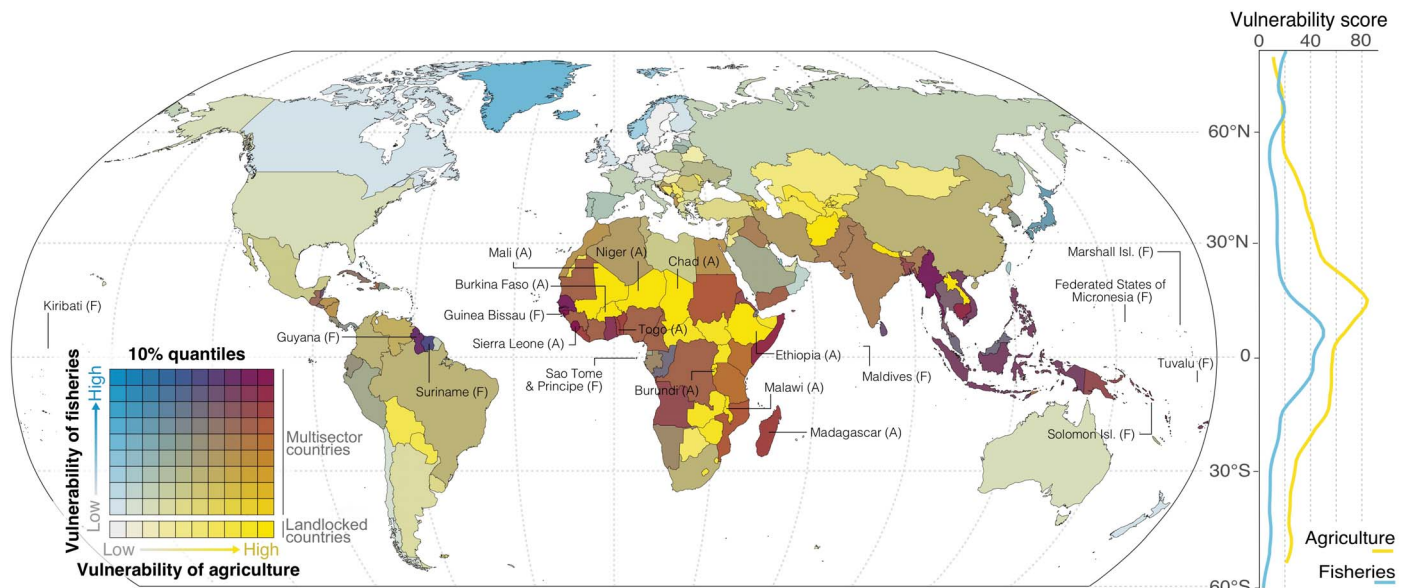 Vulnerability score
0 40 80
60°N
30°N
0
30°S
60°S
Agriculture
Fisheries
Mali (A)
Niger (A)
Chad (A)
Burkina Faso (A)
Guinea Bissau (F)
Togo (A)
Sierra Leone (A)
Ethiopia (A)
Sao Tome
& Principe (F)
Burundi (A)
Malawi (A)
Madagascar (A)
Maldives (F)
Marshall Isl. (F)
Federated States of
Micronesia (F)
Tuvalu (F)
Solomon Isl. (F)
Kiribati (F)
Guyana (F)
Suriname (F)
10% quantiles
Vulnerability of fisheries
Low
High
Multisector
countries
Landlocked
countries
Low
High
Vulnerability of agriculture